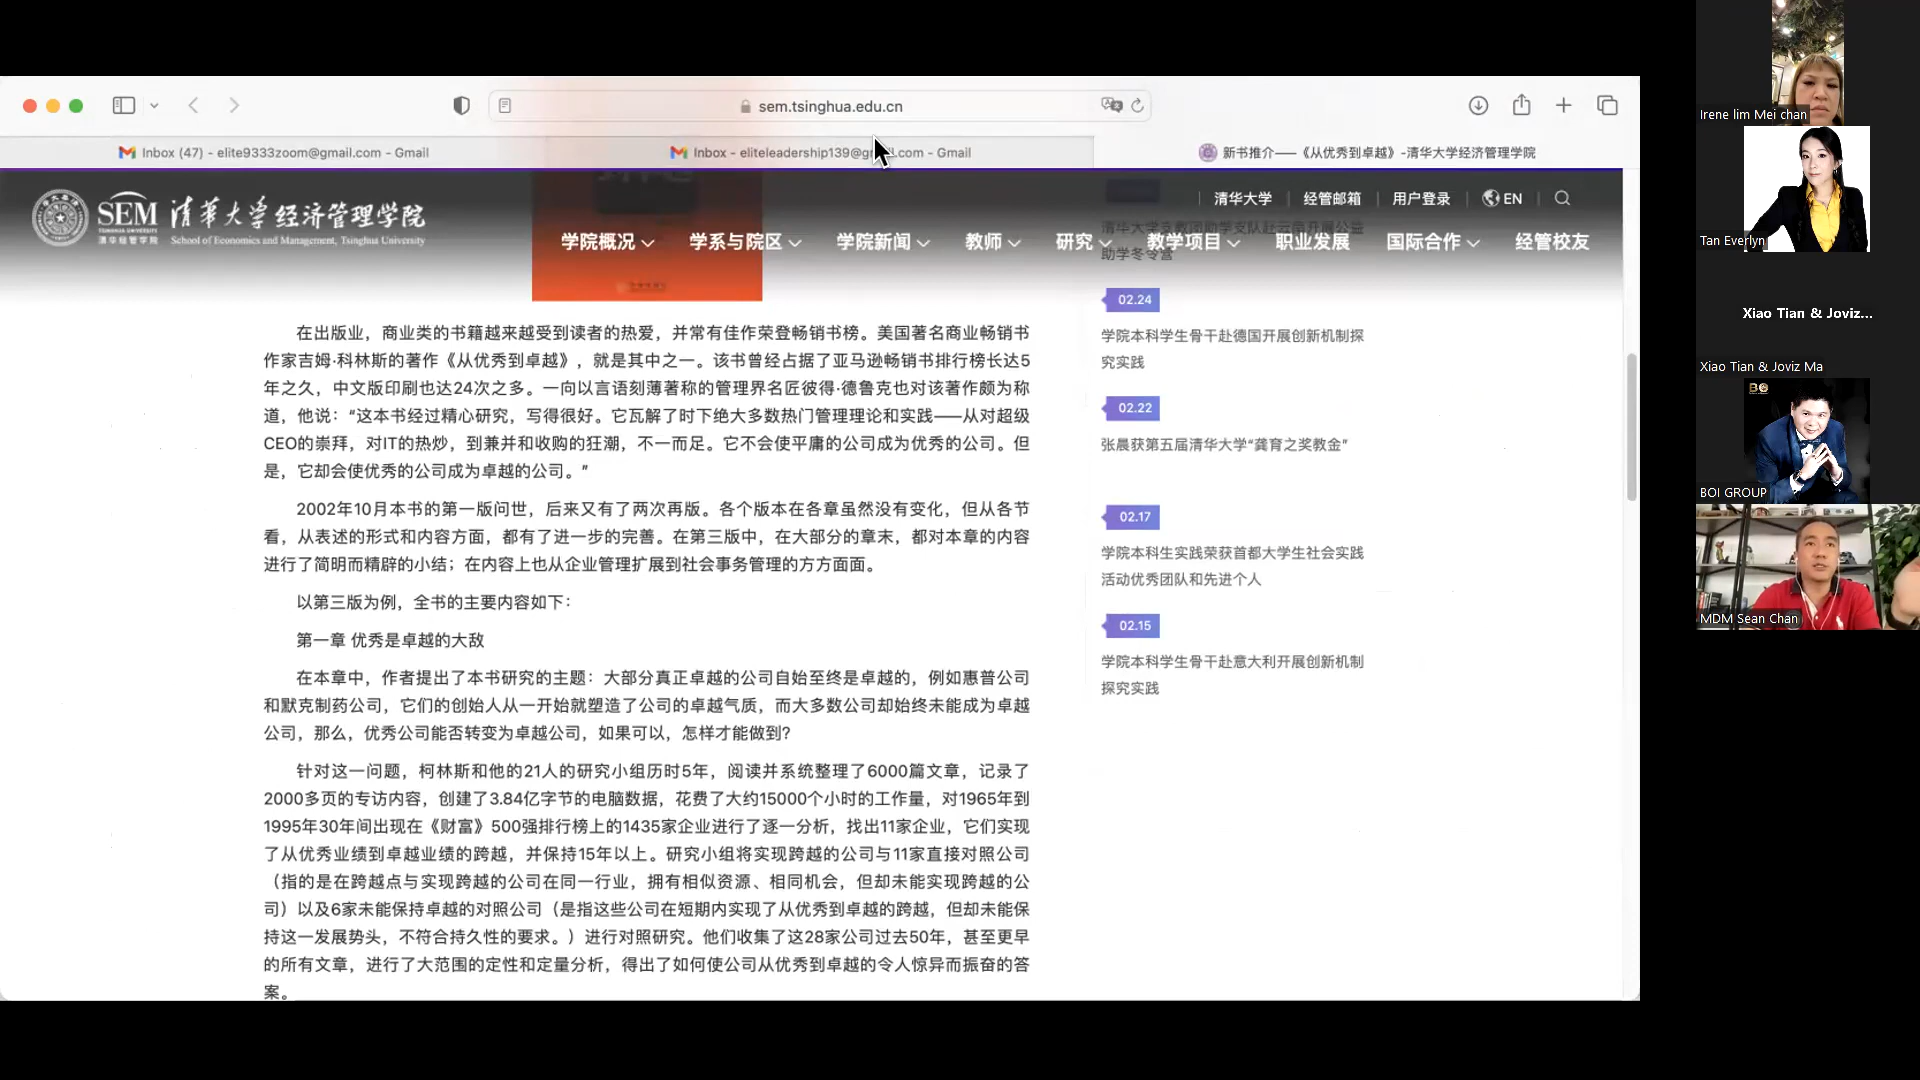 sem.tsinghua.edu.cn
Inbox (47) - elite9333zoom@gmail.com - Gmail
Inbox - eliteleadership139@g
.com - Gmail
新书推介——《从优秀到卓越》-清华大学经济管理学院
清华大学
经管邮箱
用户登录
EN
SEM 清华大学经济管理学院
清华经管学院 School of Economics and Management, Tsinghua University
学院概况
学系与院区
学院新闻
教师
研究
教学项目
职业发展
国际合作
经管校友
助学冬令营
在出版业，商业类的书籍越来越受到读者的热爱，并常有佳作荣登畅销书榜。美国著名商业畅销书
作家吉姆·科林斯的著作《从优秀到卓越》，就是其中之一。该书曾经占据了亚马逊畅销书排行榜长达5
年之久，中文版印刷也达24次之多。一向以言语刻薄著称的管理界名匠彼得·德鲁克也对该著作颇为称
道，他说：“这本书经过精心研究，写得很好。它瓦解了时下绝大多数热门管理理论和实践——从对超级
CEO的崇拜，对IT的热炒，到兼并和收购的狂潮，不一而足。它不会使平庸的公司成为优秀的公司。但
是，它却会使优秀的公司成为卓越的公司。”
2002年10月本书的第一版问世，后来又有了两次再版。各个版本在各章虽然没有变化，但从各节
看，从表述的形式和内容方面，都有了进一步的完善。在第三版中，在大部分的章末，都对本章的内容
进行了简明而精辟的小结；在内容上也从企业管理扩展到社会事务管理的方方面面。
以第三版为例，全书的主要内容如下：
第一章 优秀是卓越的大敌
在本章中，作者提出了本书研究的主题：大部分真正卓越的公司自始至终是卓越的，例如惠普公司
和默克制药公司，它们的创始人从一开始就塑造了公司的卓越气质，而大多数公司却始终未能成为卓越
公司，那么，优秀公司能否转变为卓越公司，如果可以，怎样才能做到？
针对这一问题，柯林斯和他的21人的研究小组历时5年，阅读并系统整理了6000篇文章，记录了
2000多页的专访内容，创建了3.84亿字节的电脑数据，花费了大约15000个小时的工作量，对1965年到
1995年30年间出现在《财富》500强排行榜上的1435家企业进行了逐一分析，找出11家企业，它们实现
了从优秀业绩到卓越业绩的跨越，并保持15年以上。研究小组将实现跨越的公司与11家直接对照公司
（指的是在跨越点与实现跨越的公司在同一行业，拥有相似资源、相同机会，但却未能实现跨越的公
司）以及6家未能保持卓越的对照公司（是指这些公司在短期内实现了从优秀到卓越的跨越，但却未能保
持这一发展势头，不符合持久性的要求。）进行对照研究。他们收集了这28家公司过去50年，甚至更早
的所有文章，进行了大范围的定性和定量分析，得出了如何使公司从优秀到卓越的令人惊异而振奋的答
案。
02.24
学院本科学生骨干赴德国开展创新机制探
究实践
02.22
张晨获第五届清华大学“龚育之奖教金”
02.17
学院本科生实践荣获首都大学生社会实践
活动优秀团队和先进个人
02.15
学院本科学生骨干赴意大利开展创新机制
探究实践
Irene lim Mei chan
Tan Everlyn
Xiao Tian & Joviz...
Xiao Tian & Joviz Ma
BOI GROUP
MDM Sean Chan